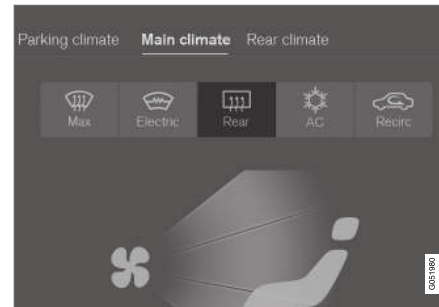 Parking climate Main climate Rear climate
Max Electric Rear AC Recirc
G051980